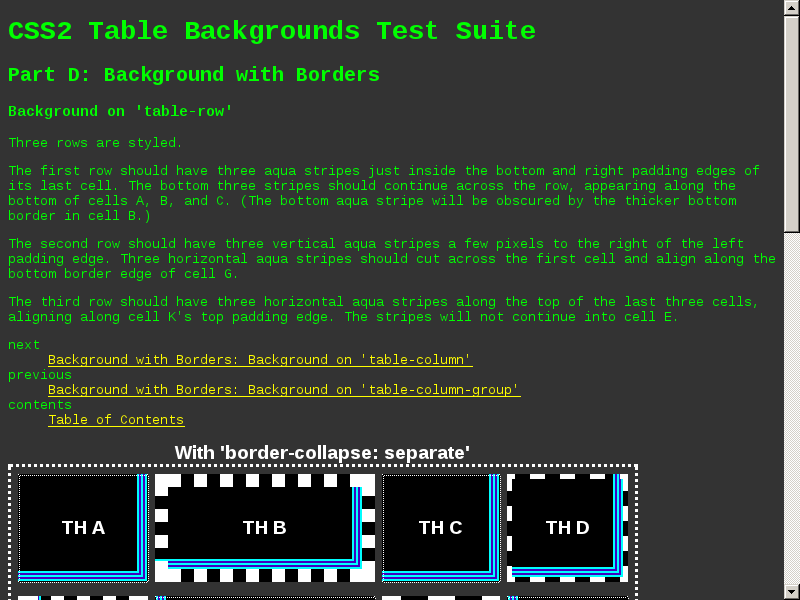 CSS2 Table Backgrounds Test Suite
Part D: Background with Borders
Background on 'table-row'
Three rows are styled.
The first row should have three aqua stripes just inside the bottom and right padding edges of
its last cell. The bottom three stripes should continue across the row, appearing along the
bottom of cells A, B, and C. (The bottom aqua stripe will be obscured by the thicker bottom
border in cell B.)
The second row should have three vertical aqua stripes a few pixels to the right of the left
padding edge. Three horizontal aqua stripes should cut across the first cell and align along the
bottom border edge of cell G.
The third row should have three horizontal aqua stripes along the top of the last three cells,
aligning along cell K's top padding edge. The stripes will not continue into cell E.
next
Background with Borders: Background on 'table-column'
previous
Background with Borders: Background on 'table-column-group'
contents
Table of Contents
With 'border-collapse: separate'
TH A TH B TH C TH D